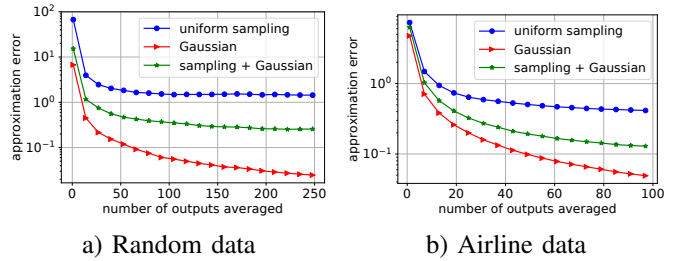 approximation error
10²
10¹
10⁰
10⁻¹
uniform sampling
Gaussian
sampling + Gaussian
0 50 100 150 200 250
number of outputs averaged
a) Random data
approximation error
10⁰
10⁻¹
uniform sampling
Gaussian
sampling + Gaussian
0 20 40 60 80 100
number of outputs averaged
b) Airline data